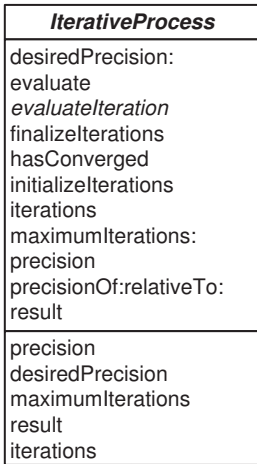 IterativeProcess
desiredPrecision:
evaluate
evaluateIteration
finalizeIterations
hasConverged
initializeIterations
iterations
maximumIterations:
precision
precisionOf:relativeTo:
result
precision
desiredPrecision
maximumIterations
result
iterations